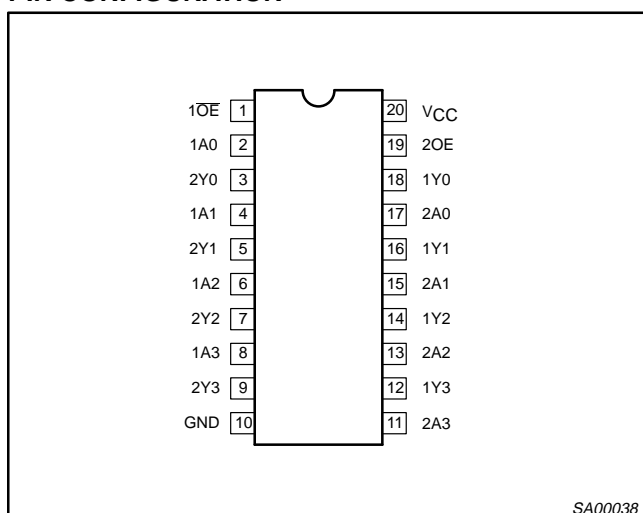 1O̅E̅ 1 20 VCC
1A0 2 19 2OE
2Y0 3 18 1Y0
1A1 4 17 2A0
2Y1 5 16 1Y1
1A2 6 15 2A1
2Y2 7 14 1Y2
1A3 8 13 2A2
2Y3 9 12 1Y3
GND 10 11 2A3
SA00038